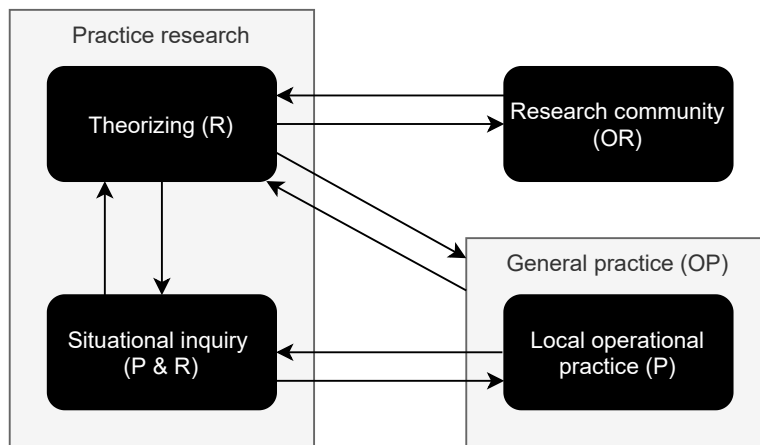 Practice research
Theorizing (R)
Research community
(OR)
General practice (OP)
Situational inquiry
(P & R)
Local operational
practice (P)